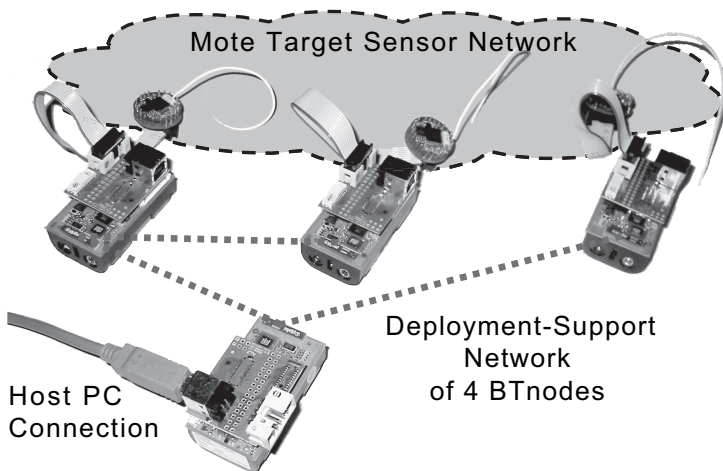 Mote Target Sensor Network
Deployment-Support
Network
of 4 BTnodes
Host PC
Connection